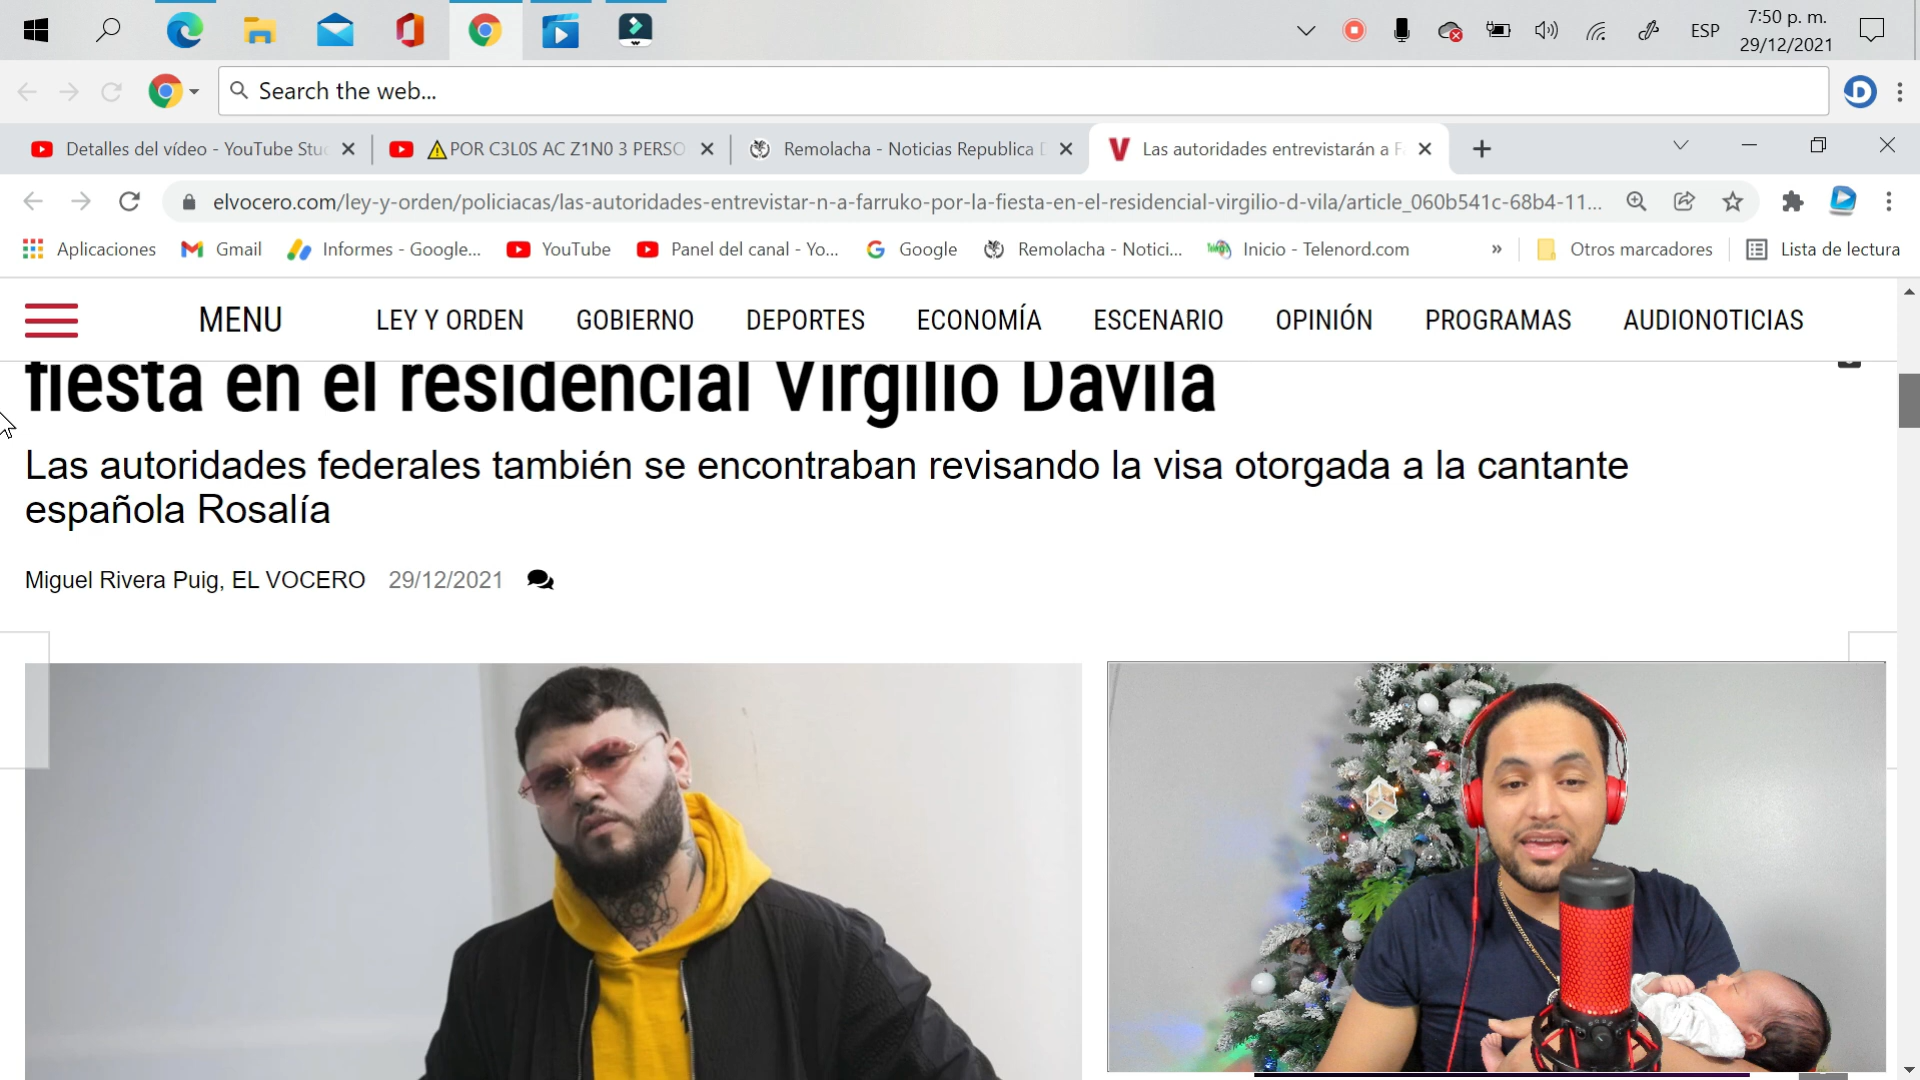 7:50 p. m.
ESP
29/12/2021
Search the web...
Detalles del vídeo - YouTube Stu
POR C3L0S AC Z1N0 3 PERSO
Remolacha - Noticias Republica
Las autoridades entrevistarán a F
elvocero.com/ley-y-orden/policiacas/las-autoridades-entrevistar-n-a-farruko-por-la-fiesta-en-el-residencial-virgilio-d-vila/article_060b541c-68b4-11...
Aplicaciones
Gmail
Informes - Google...
YouTube
Panel del canal - Yo...
Google
Remolacha - Notici...
Inicio - Telenord.com
»
Otros marcadores
Lista de lectura
MENU
LEY Y ORDEN
GOBIERNO
DEPORTES
ECONOMÍA
ESCENARIO
OPINIÓN
PROGRAMAS
AUDIONOTICIAS
fiesta en el residencial Virgilio Dávila
Las autoridades federales también se encontraban revisando la visa otorgada a la cantante
española Rosalía
Miguel Rivera Puig, EL VOCERO 29/12/2021